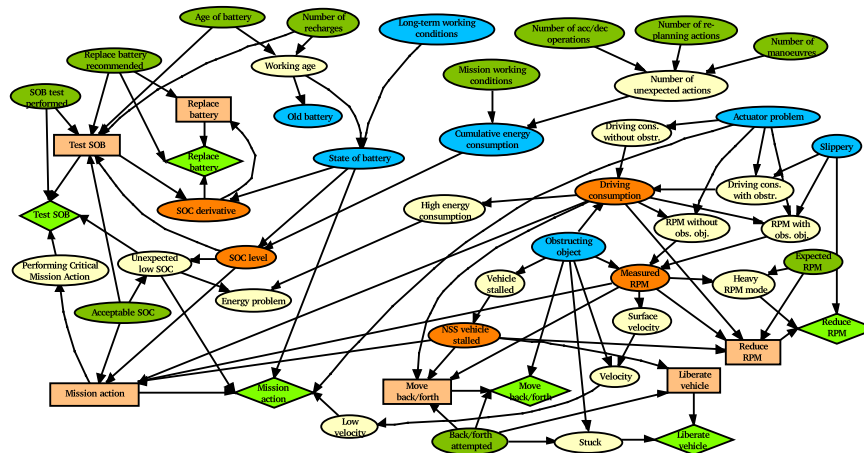 Age of battery
Number of
recharges
Long-term working
conditions
Number of acc/dec
operations
Number of re-
planning actions
Number of
manoeuvres
Replace battery
recommended
Working age
Mission working
conditions
Number of
unexpected actions
SOB test
performed
Replace
battery
Old battery
Actuator problem
Driving cons.
without obstr.
Slippery
Test SOB
Replace
battery
State of battery
Cumulative energy
consumption
Driving
consumption
Driving cons.
with obstr.
SOC derivative
High energy
consumption
Test SOB
RPM without
obs. obj.
RPM with
obs. obj.
Obstructing
object
Performing Critical
Mission Action
Unexpected
low SOC
SOC level
Expected
RPM
Vehicle
stalled
Measured
RPM
Heavy
RPM mode
Energy problem
Acceptable SOC
Surface
velocity
Reduce
RPM
NSS vehicle
stalled
Reduce
RPM
Mission action
Mission
action
Move
back/forth
Move
back/forth
Velocity
Liberate
vehicle
Low
velocity
Back/forth
attempted
Stuck
Liberate
vehicle